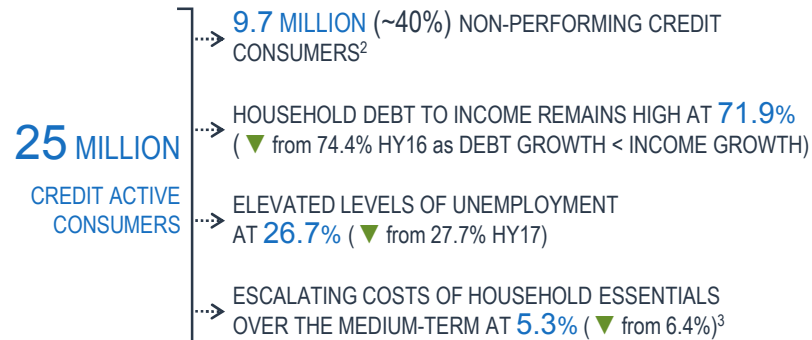 25 MILLION
CREDIT ACTIVE
CONSUMERS
9.7 MILLION (~40%) NON-PERFORMING CREDIT
CONSUMERS²
HOUSEHOLD DEBT TO INCOME REMAINS HIGH AT 71.9%
( ▼ from 74.4% HY16 as DEBT GROWTH < INCOME GROWTH)
ELEVATED LEVELS OF UNEMPLOYMENT
AT 26.7% ( ▼ from 27.7% HY17)
ESCALATING COSTS OF HOUSEHOLD ESSENTIALS
OVER THE MEDIUM-TERM AT 5.3% ( ▼ from 6.4%)³